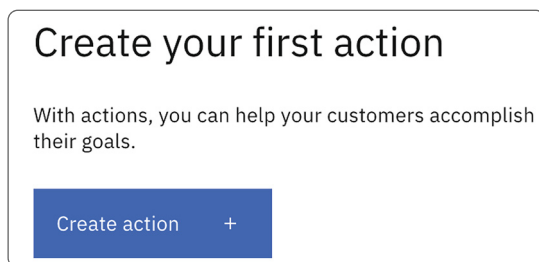 Create your first action
With actions, you can help your customers accomplish
their goals.
Create action +